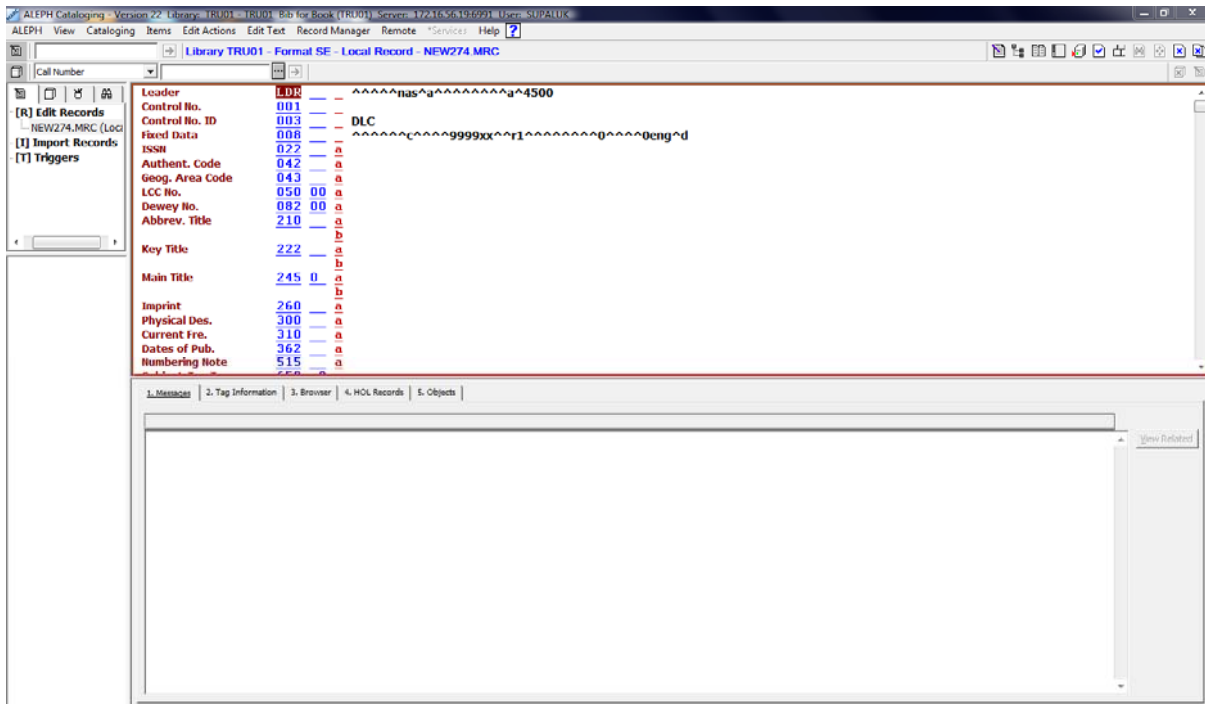 ALEPH Cataloging - Version 22 Library: TRU01 - TRU01 Bib for Book (TRU01) Server: 172.16.56.19:6991 User: SUPALUK
ALEPH View Cataloging Items Edit Actions Edit Text Record Manager Remote *Services Help ?
Library TRU01 - Format SE - Local Record - NEW274.MRC
Call Number
[R] Edit Records
NEW274.MRC (Loca
[I] Import Records
[T] Triggers
Leader LDR ^^^^^nas^a^^^^^^^^a^4500
Control No. 001
Control No. ID 003 DLC
Fixed Data 008 ^^^^^^c^^^^9999xx^^r1^^^^^^^^0^^^^0eng^d
ISSN 022 a
Authent. Code 042 a
Geog. Area Code 043 a
LCC No. 050 00 a
Dewey No. 082 00 a
Abbrev. Title 210 a
b
Key Title 222 a
b
Main Title 245 0 a
b
Imprint 260 a
Physical Des. 300 a
Current Fre. 310 a
Dates of Pub. 362 a
Numbering Note 515 a
1. Messages 2. Tag Information 3. Browser 4. HOL Records 5. Objects
View Related